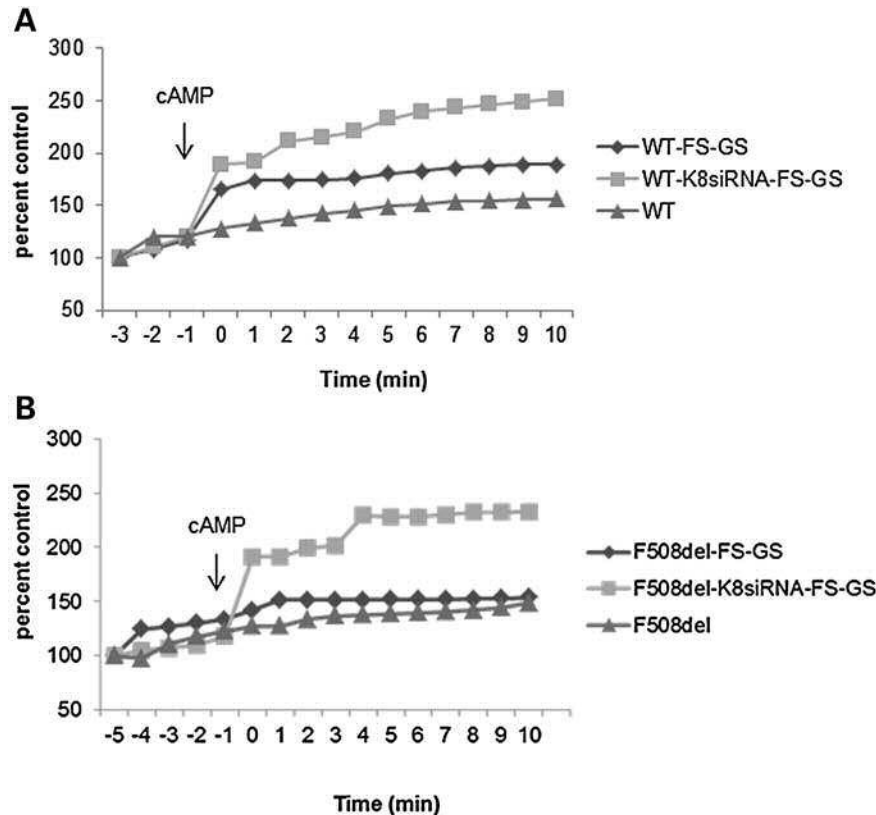 A
300
250
200
150
100
50
percent control
cAMP
-3 -2 -1 0 1 2 3 4 5 6 7 8 9 10
Time (min)
WT-FS-GS
WT-K8siRNA-FS-GS
WT
B
300
250
200
150
100
50
percent control
cAMP
-5 -4 -3 -2 -1 0 1 2 3 4 5 6 7 8 9 10
Time (min)
F508del-FS-GS
F508del-K8siRNA-FS-GS
F508del